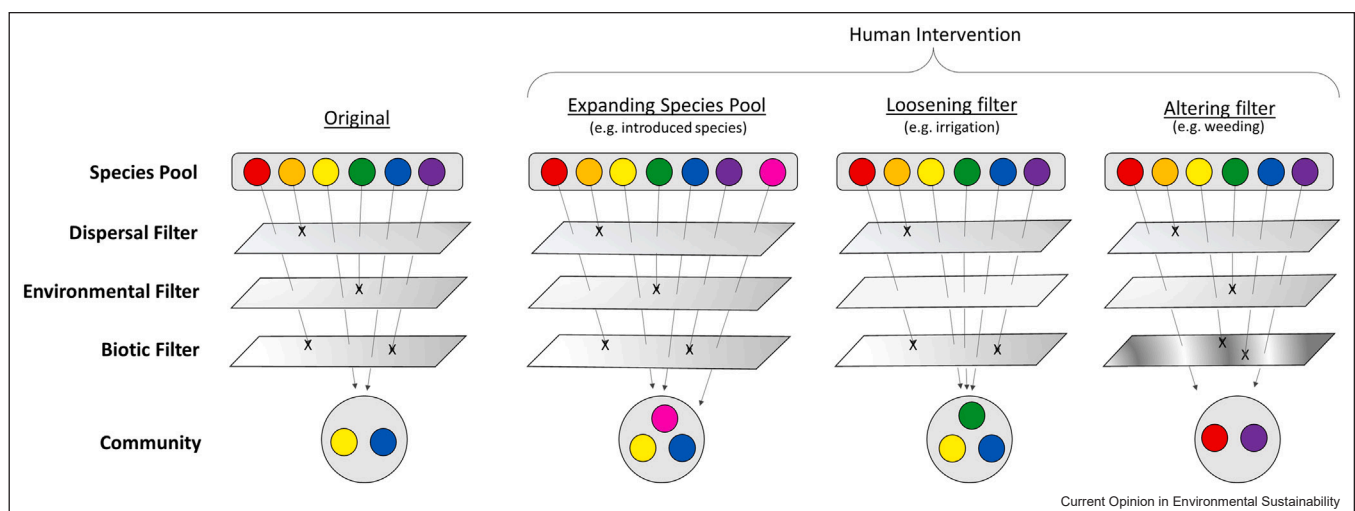 Human Intervention
Original
Expanding Species Pool
(e.g. introduced species)
Loosening filter
(e.g. irrigation)
Altering filter
(e.g. weeding)
Species Pool
Dispersal Filter
X
X
X
X
Environmental Filter
X
X
X
Biotic Filter
X
X
X
X
X
X
X
X
Community
Current Opinion in Environmental Sustainability